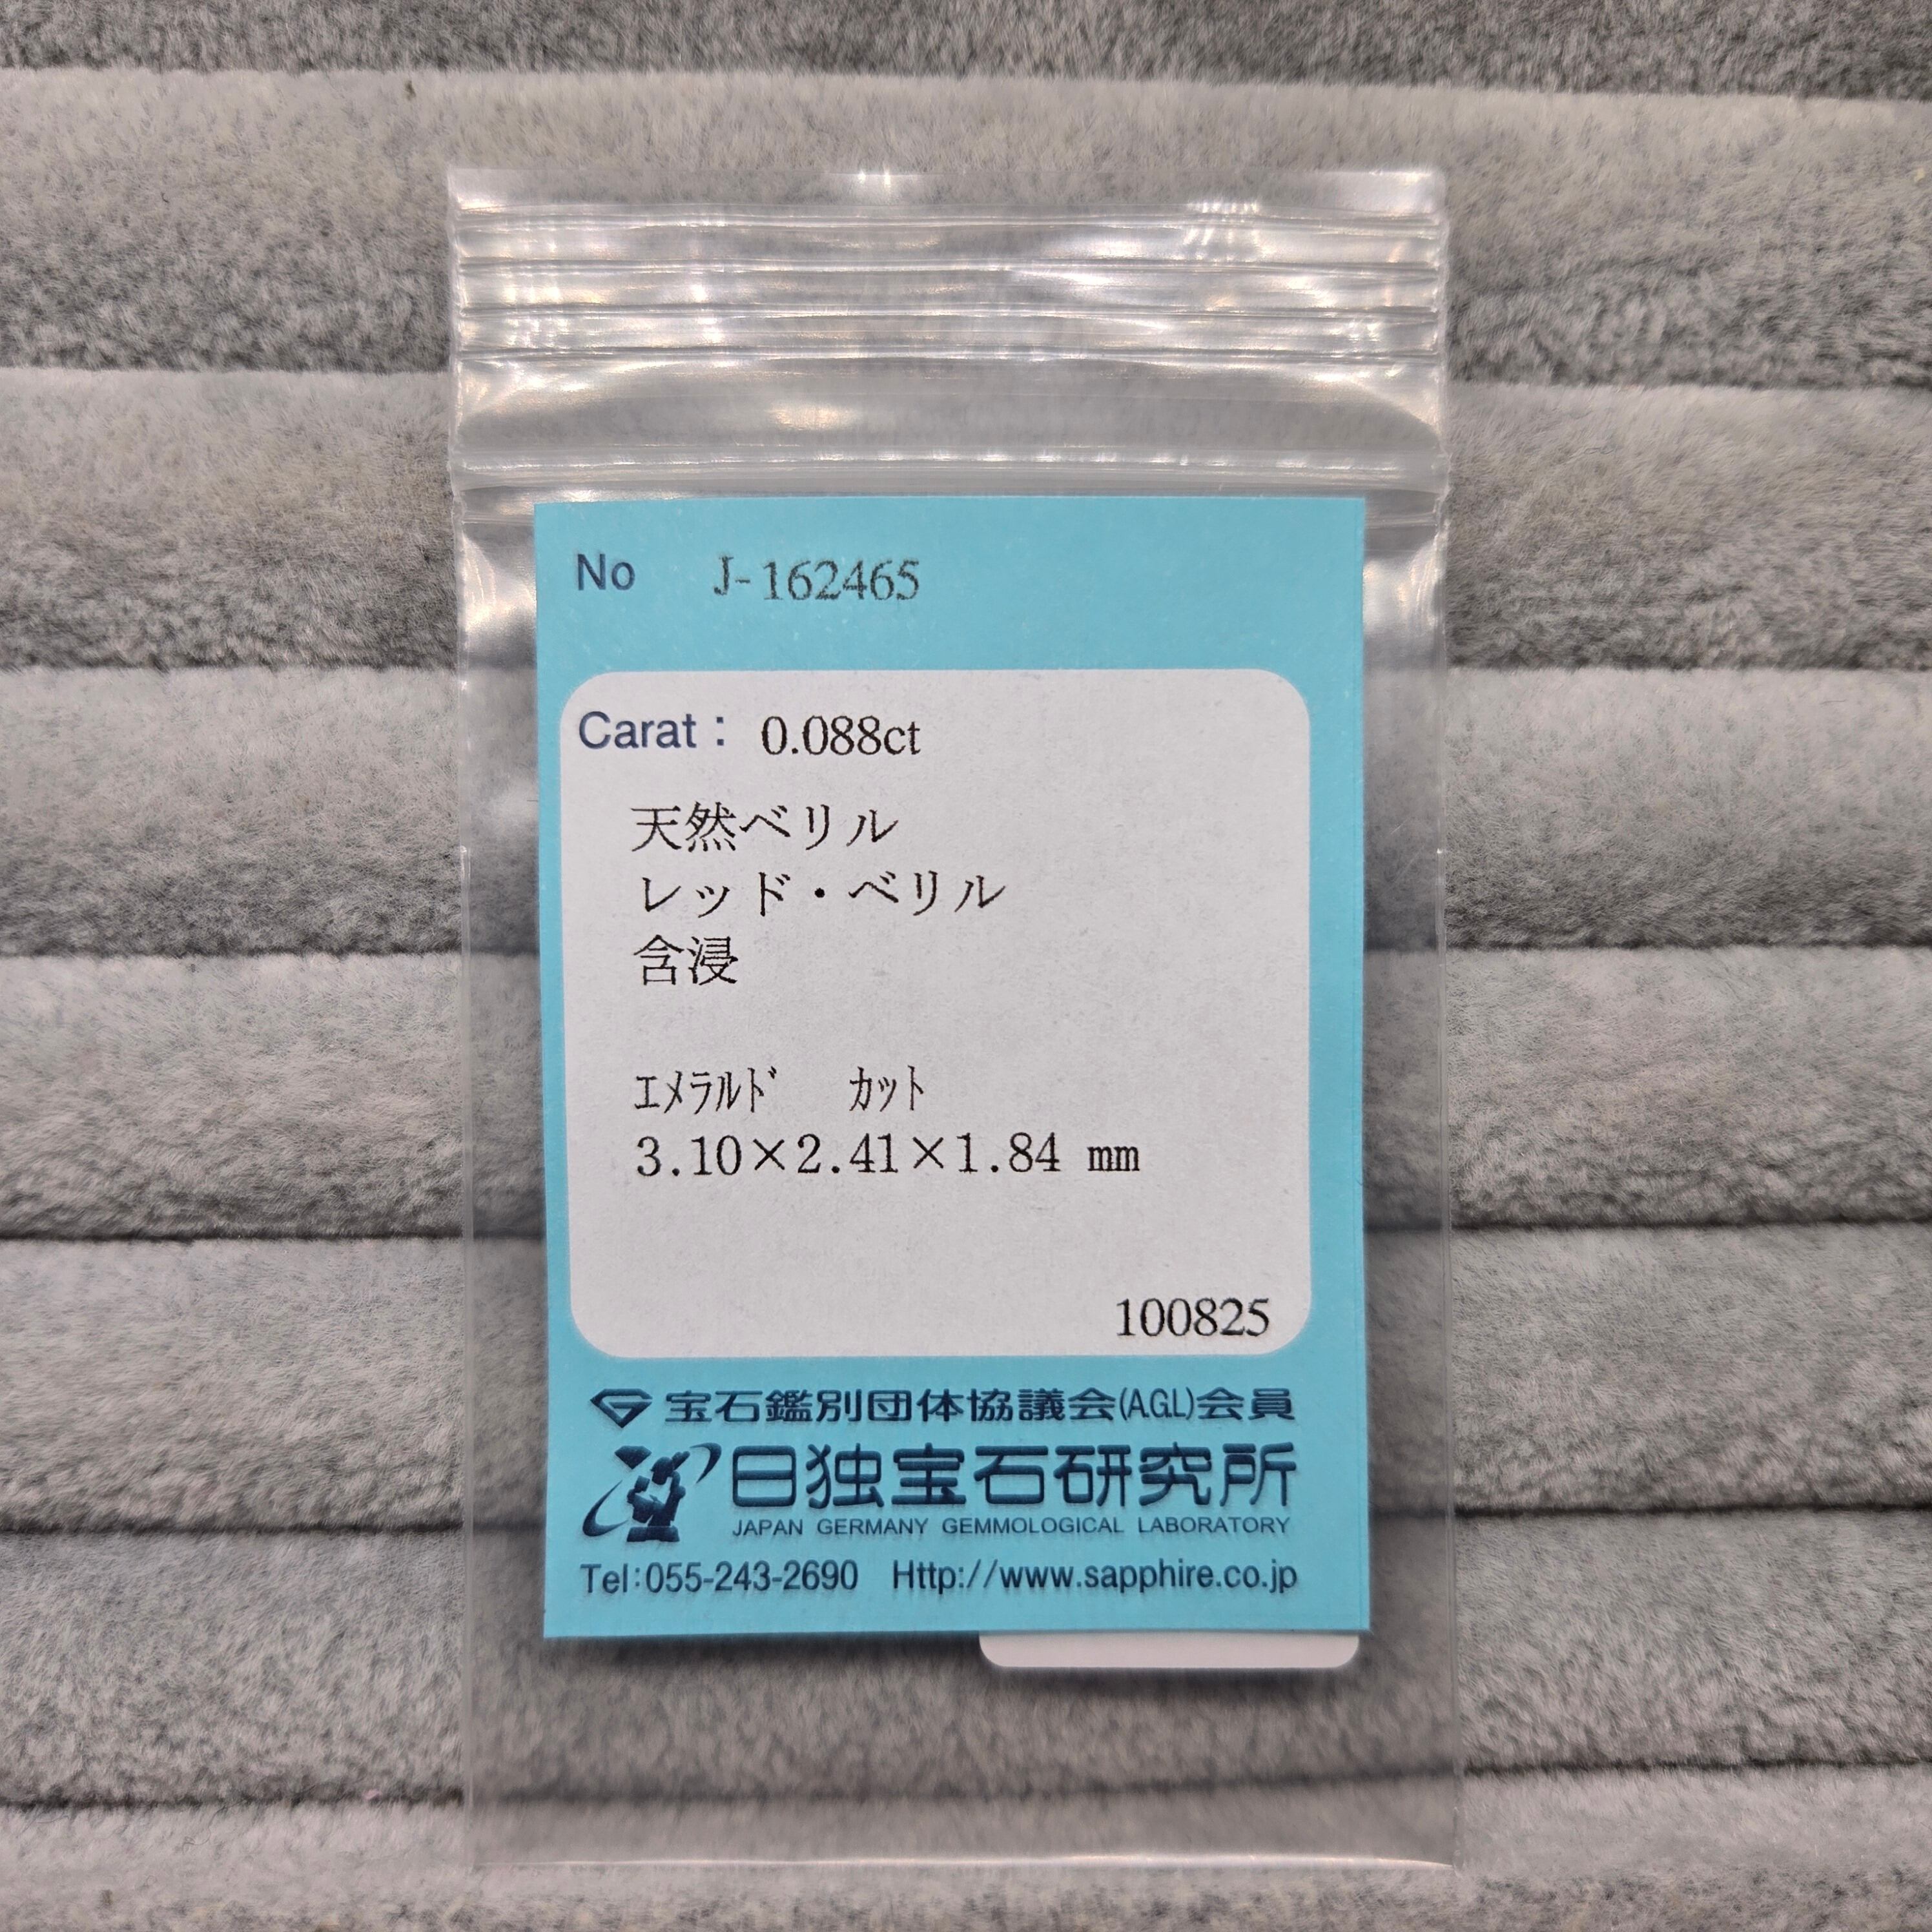 No J-162465
Carat: 0.088ct
天然ベリル
レッド・ベリル
含浸
ｴﾒﾗﾙﾄﾞ ｶｯﾄ
3.10×2.41×1.84 mm
100825
宝石鑑別団体協議会(A.G.L)会員
日独宝石研究所
JAPAN GERMANY GEMMOLOGICAL LABORATORY
Tel:055-243-2690 Http://www.sapphire.co.jp